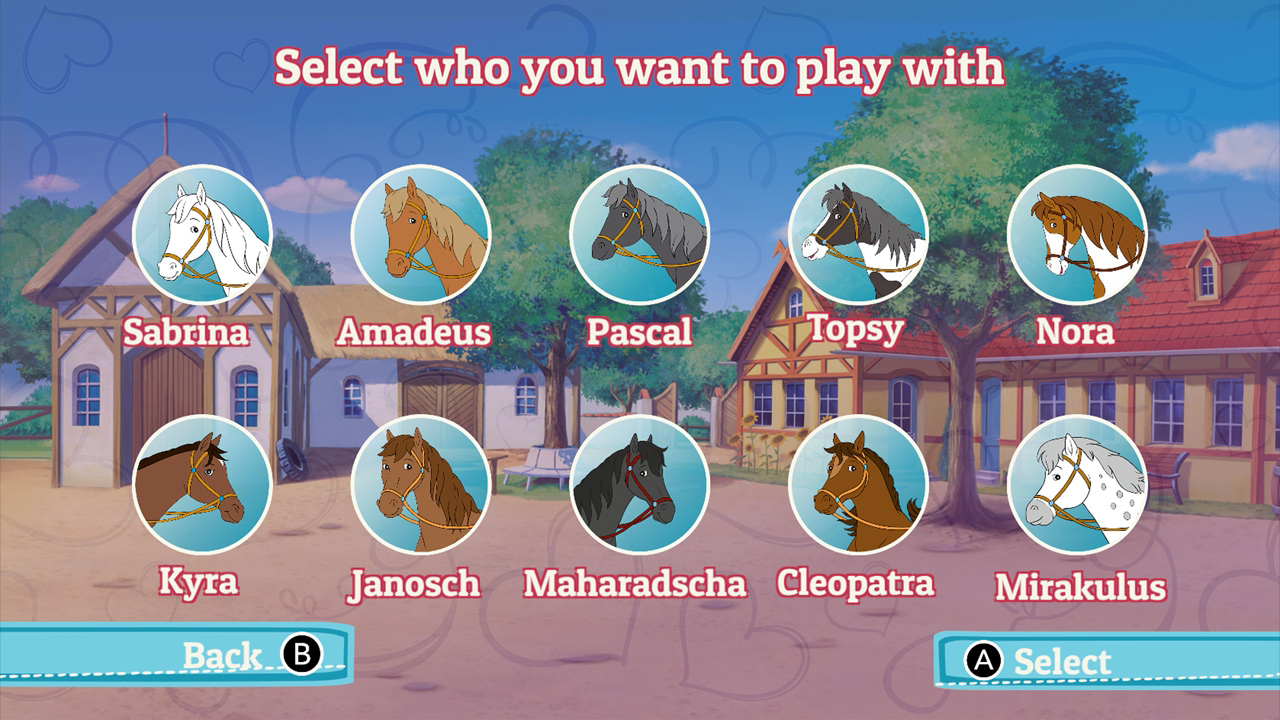 Select who you want to play with
Sabrina
Amadeus
Pascal
Topsy
Nora
Kyra
Janosch
Maharadscha
Cleopatra
Mirakulus
Back B
A Select